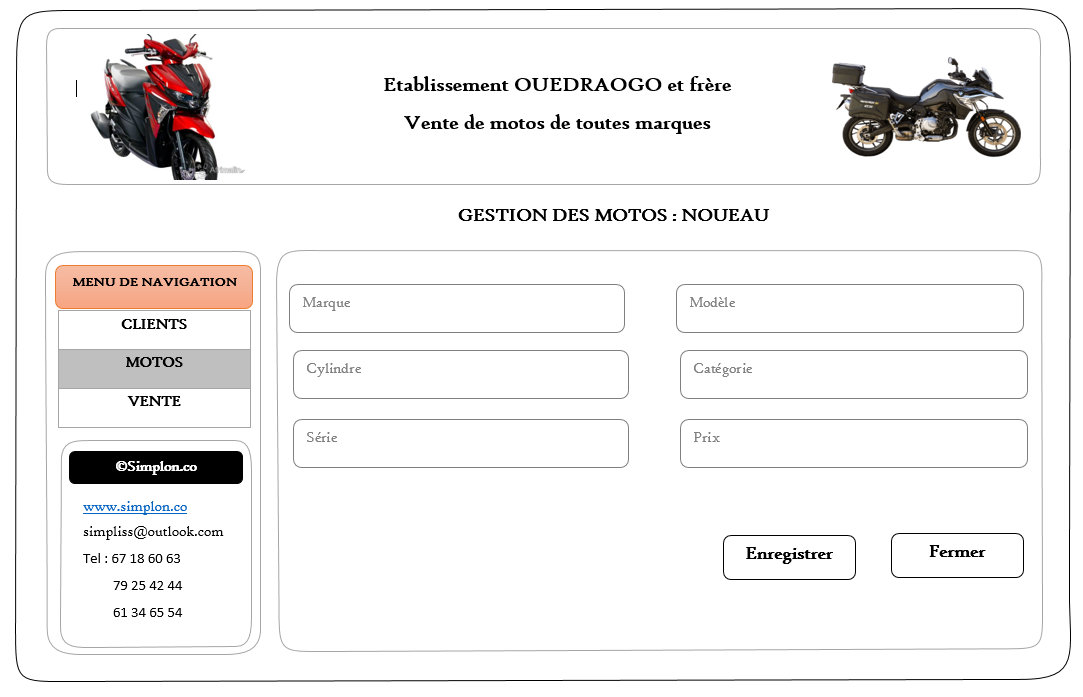 Etablissement OUEDRAOGO et frère
Vente de motos de toutes marques
GESTION DES MOTOS : NOUEAU
MENU DE NAVIGATION
CLIENTS
MOTOS
VENTE
©Simplon.co
www.simplon.co
simpliss@outlook.com
Tel : 67 18 60 63
79 25 42 44
61 34 65 54
Marque
Modèle
Cylindre
Catégorie
Série
Prix
Enregistrer
Fermer